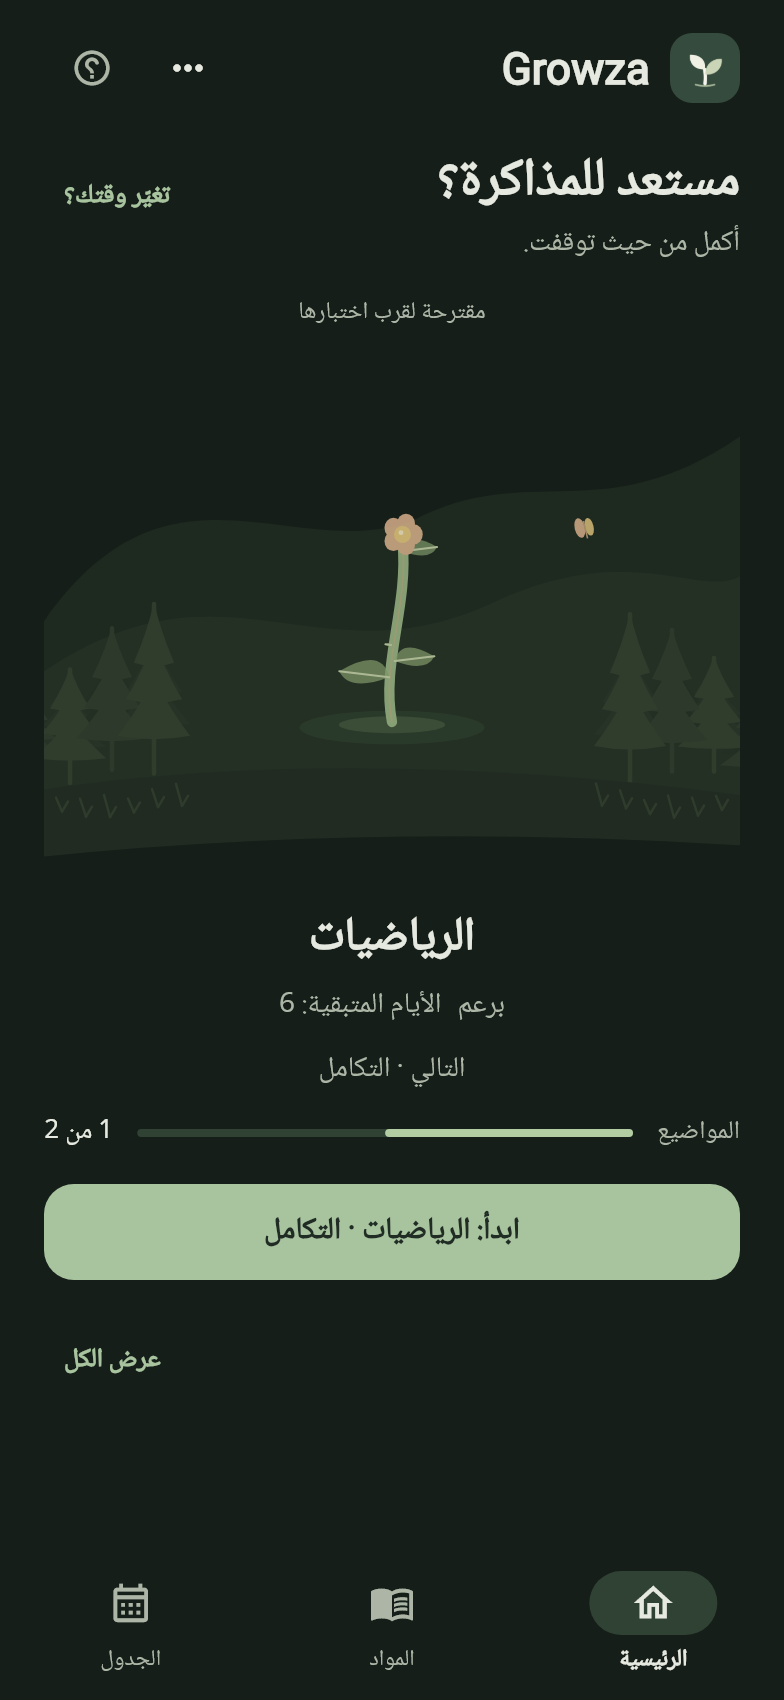 Growza
مستعد للمذاكرة؟
تغيّر وقتك؟
أكمل من حيث توقفت.
مقترحة لقرب اختبارها
الرياضيات
برعم الأيام المتبقية: 6
التالي · التكامل
المواضيع
1 من 2
ابدأ: الرياضيات · التكامل
عرض الكل
الرئيسية
المواد
الجدول